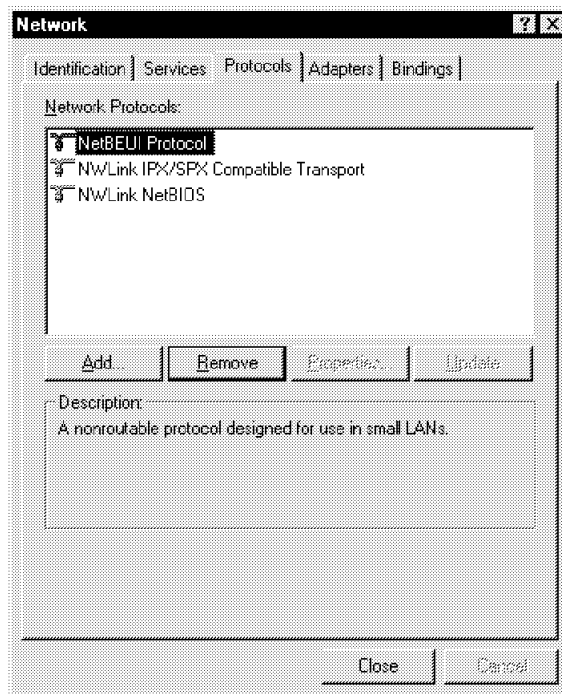 Network
Identification Services Protocols Adapters Bindings
Network Protocols:
NetBEUI Protocol
NWLink IPX/SPX Compatible Transport
NWLink NetBIOS
Add... Remove Properties... Update
Description:
A nonroutable protocol designed for use in small LANs.
Close Cancel